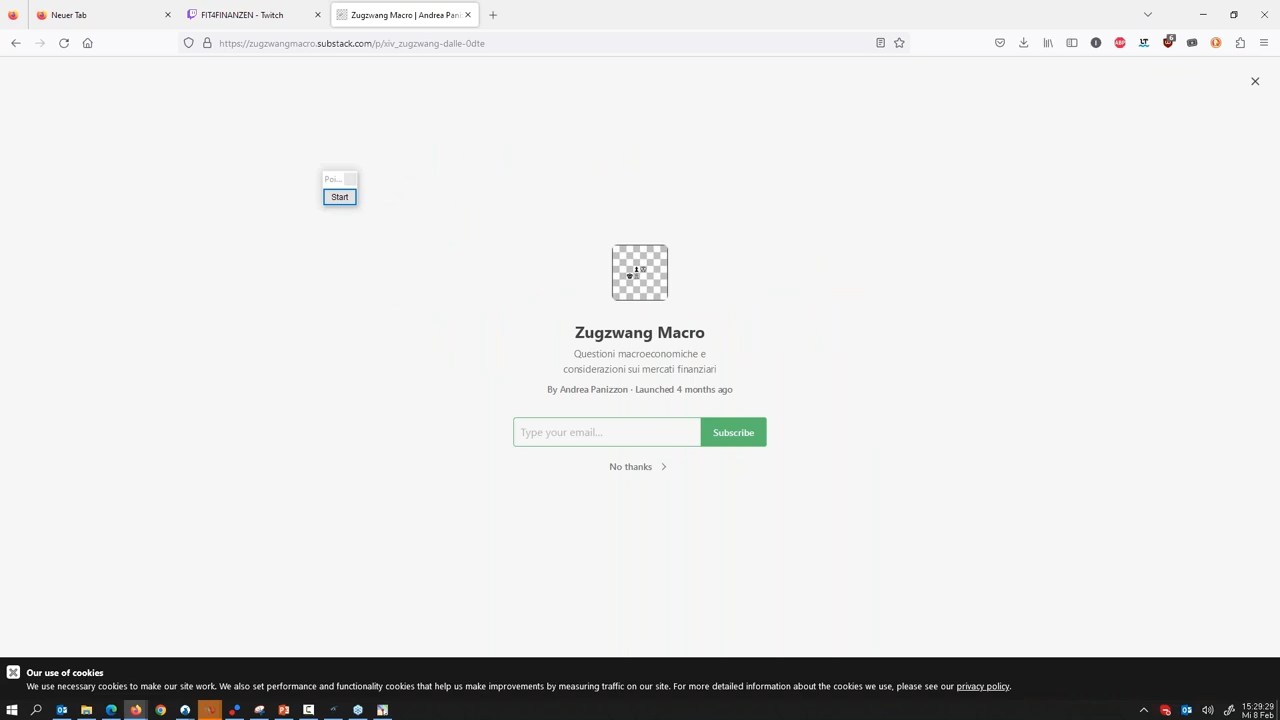 Neuer Tab
FIT4FINANZEN - Twitch
Zugzwang Macro | Andrea Pani
https://zugzwangmacro.substack.com/p/xiv_zugzwang-dalle-0dte
Poi...
Start
Zugzwang Macro
Questioni macroeconomiche e
considerazioni sui mercati finanziari
By Andrea Panizzon · Launched 4 months ago
Type your email...
Subscribe
No thanks
Our use of cookies
We use necessary cookies to make our site work. We also set performance and functionality cookies that help us make improvements by measuring traffic on our site. For more detailed information about the cookies we use, please see our privacy policy.
15:29:29
Mi 8 Feb